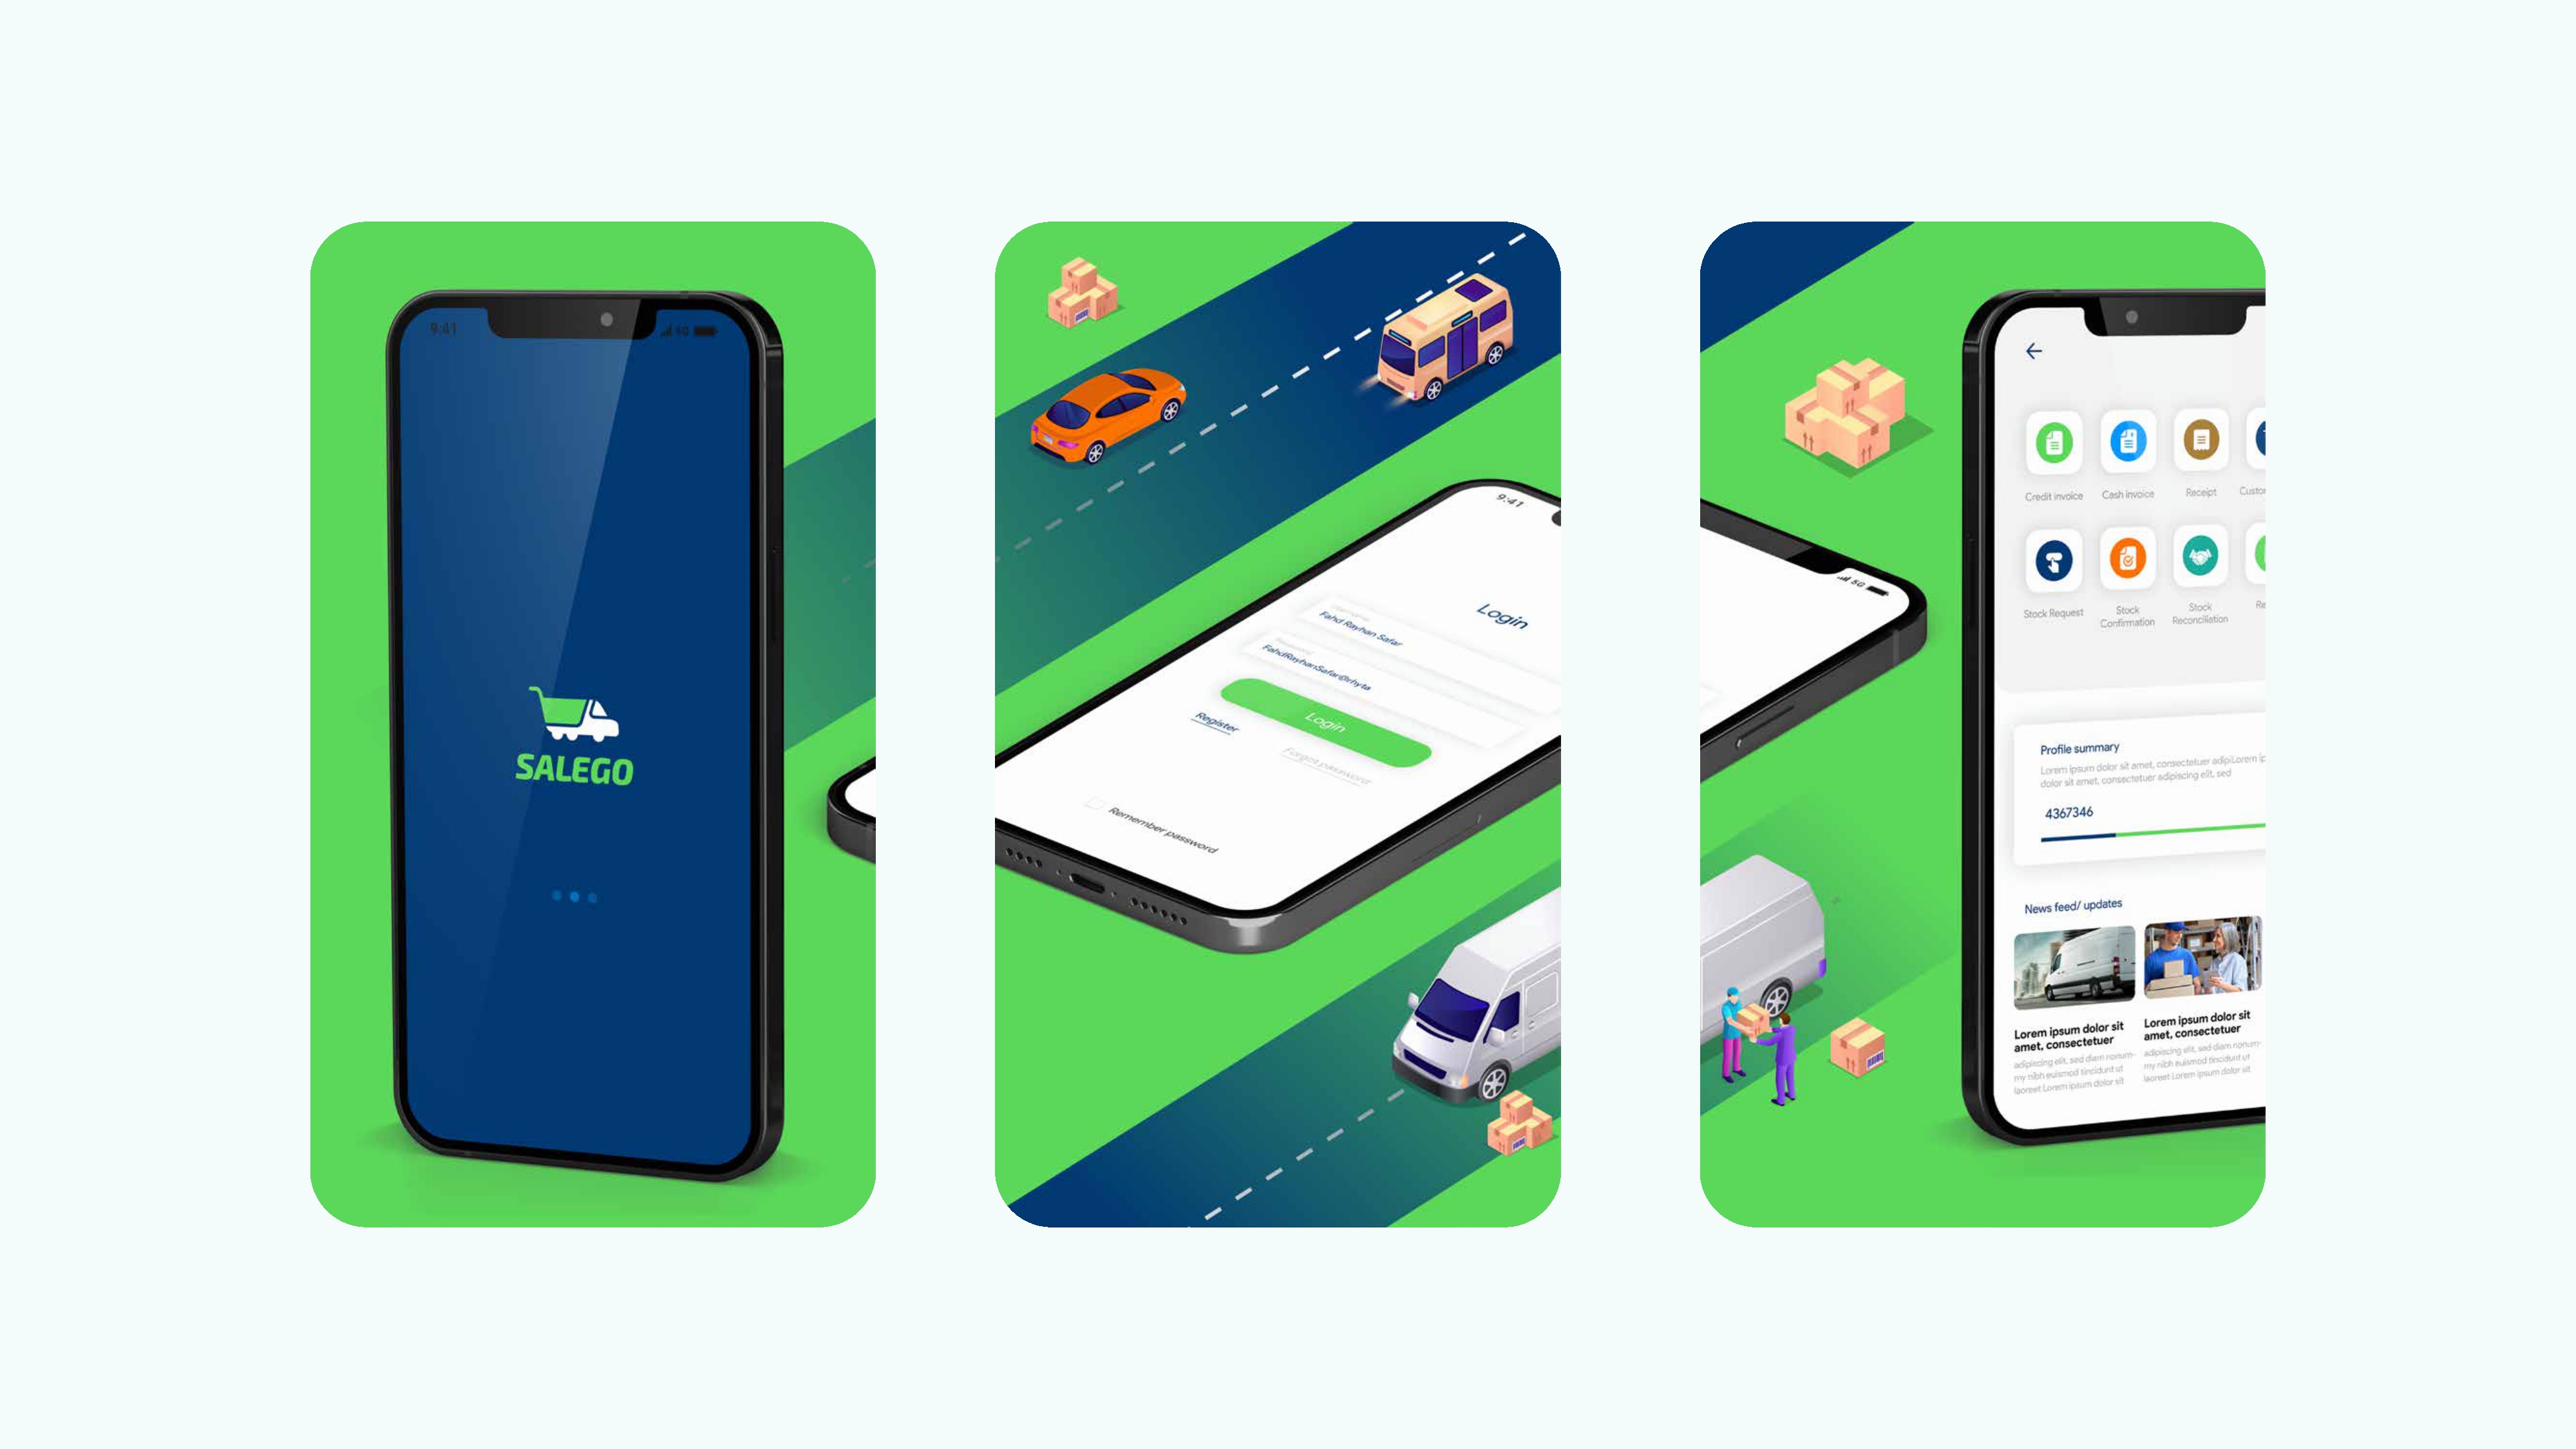 9:41
5G
SALEGO
9:41
Login
Fahd Rayhan Safar
FahdRayhanSafar@rhyta
Login
Register
Forgot password
Remember password
5G
Credit invoice
Cash invoice
Receipt
Custo
Stock Request
Stock
Confirmation
Stock
Reconciliation
Re
Profile summary
Lorem ipsum dolor sit amet, consectetuer adipiLorem ip
dolor sit amet, consectetuer adipiscing elit, sed
4367346
News feed/ updates
Lorem ipsum dolor sit
amet, consectetuer
adipiscing elit, sed diam nonum-
my nibh euismod tincidunt ut
laoreet Lorem ipsum dolor sit
Lorem ipsum dolor sit
amet, consectetuer
adipiscing elit, sed diam nonum-
my nibh euismod tincidunt ut
laoreet Lorem ipsum dolor sit